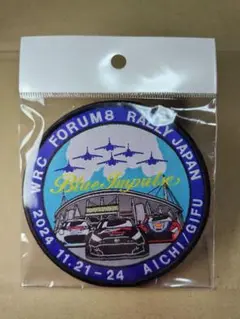 WRC FORUM8 RALLY JAPAN
Blue Impulse
2024 11.21-24 AICHI/GIFU